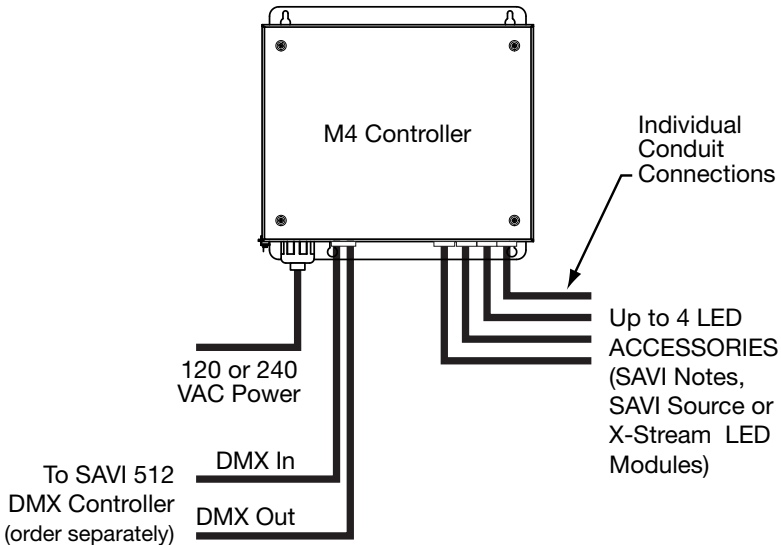 M4 Controller
Individual
Conduit
Connections
120 or 240
VAC Power
Up to 4 LED
ACCESSORIES
(SAVI Notes,
SAVI Source or
X-Stream LED
Modules)
DMX In
To SAVI 512
DMX Controller
(order separately)
DMX Out